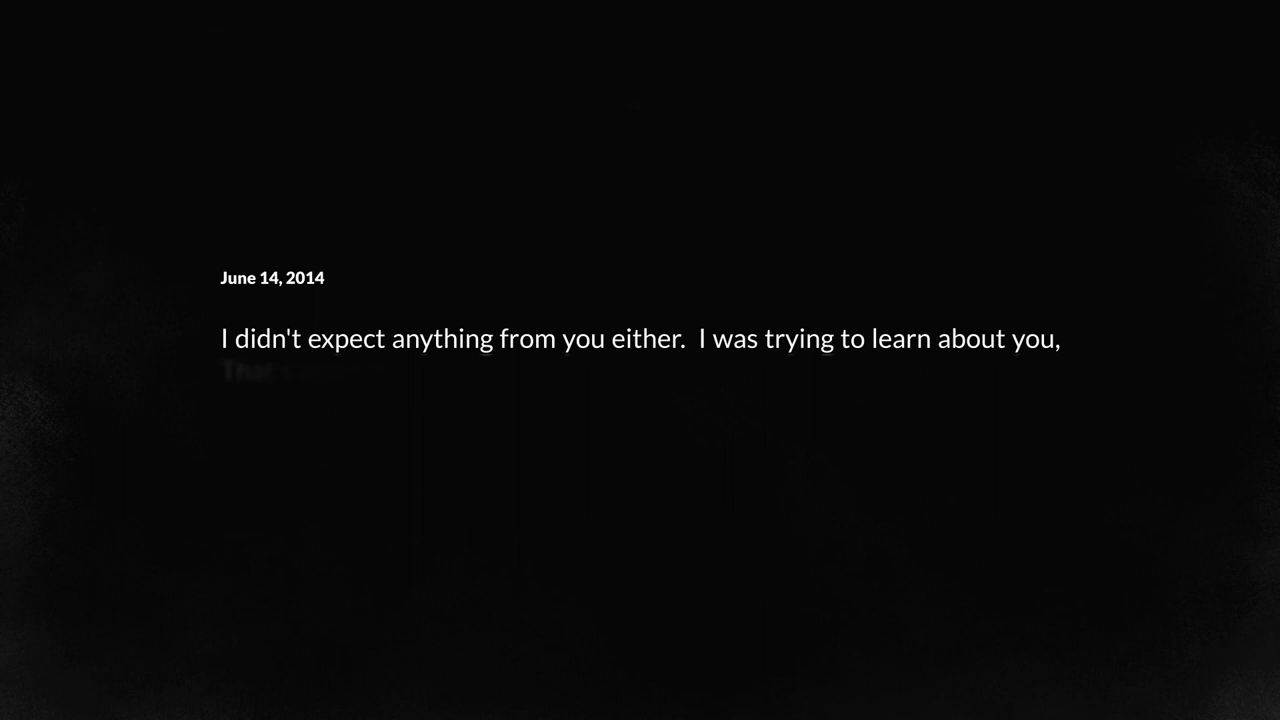 June 14, 2014
I didn't expect anything from you either.  I was trying to learn about you,